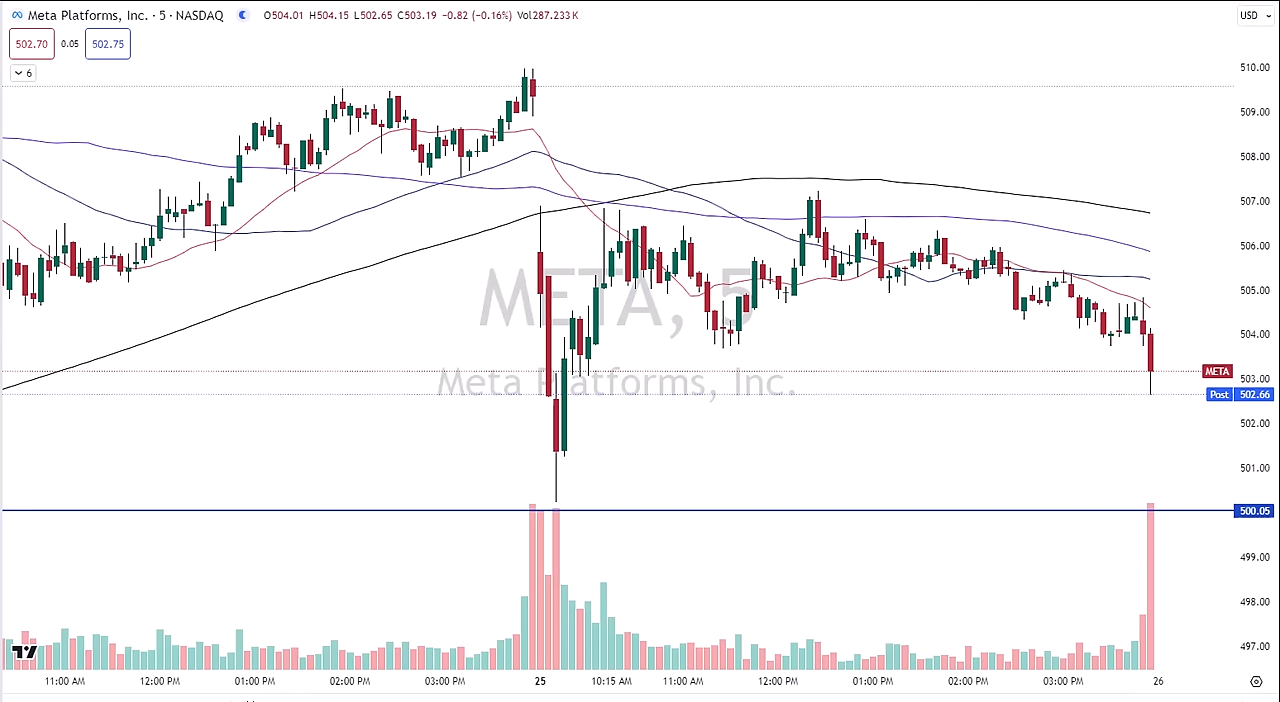 Meta Platforms, Inc. · 5 · NASDAQ O504.01 H504.15 L502.65 C503.19 −0.82 (−0.16%) Vol287.233 K USD
502.70 0.05 502.75
6
510.00
509.00
508.00
507.00
506.00
META, 5
505.00
504.00
META
Meta Platforms, Inc.
503.00
Post 502.66
502.00
501.00
500.05
499.00
498.00
497.00
11:00 AM 12:00 PM 01:00 PM 02:00 PM 03:00 PM 25 10:15 AM 11:00 AM 12:00 PM 01:00 PM 02:00 PM 03:00 PM 26